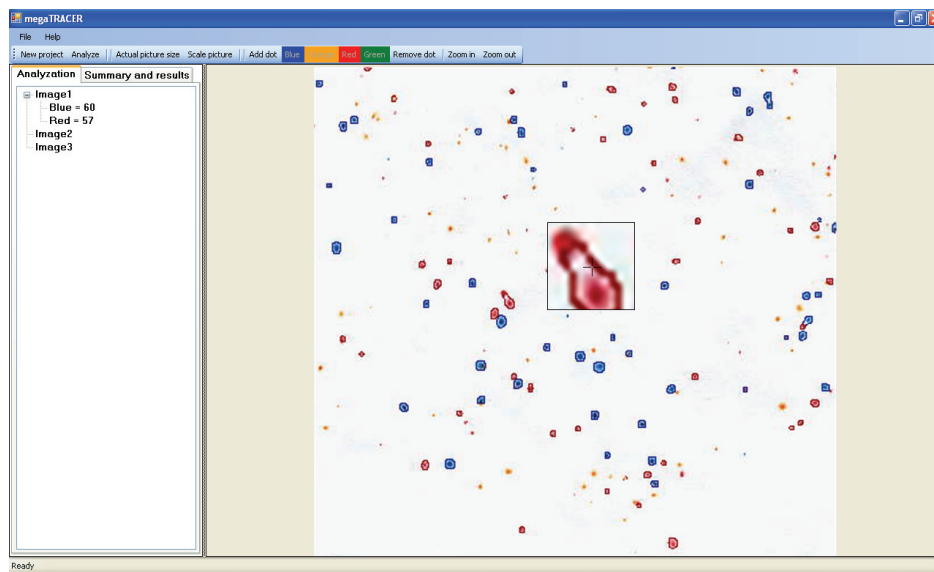 megaTRACER
File Help
New project Analyze Actual picture size Scale picture Add dot Blue Red Green Remove dot Zoom in Zoom out
Analyzation Summary and results
Image1
Blue = 60
Red = 57
Image2
Image3
Ready